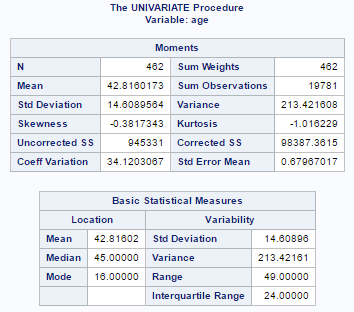 The UNIVARIATE Procedure
Variable: age
Moments
N 462 Sum Weights 462
Mean 42.8160173 Sum Observations 19781
Std Deviation 14.6089564 Variance 213.421608
Skewness -0.3817343 Kurtosis -1.016229
Uncorrected SS 945331 Corrected SS 98387.3615
Coeff Variation 34.1203067 Std Error Mean 0.67967017
Basic Statistical Measures
Location Variability
Mean 42.81602 Std Deviation 14.60896
Median 45.00000 Variance 213.42161
Mode 16.00000 Range 49.00000
Interquartile Range 24.00000